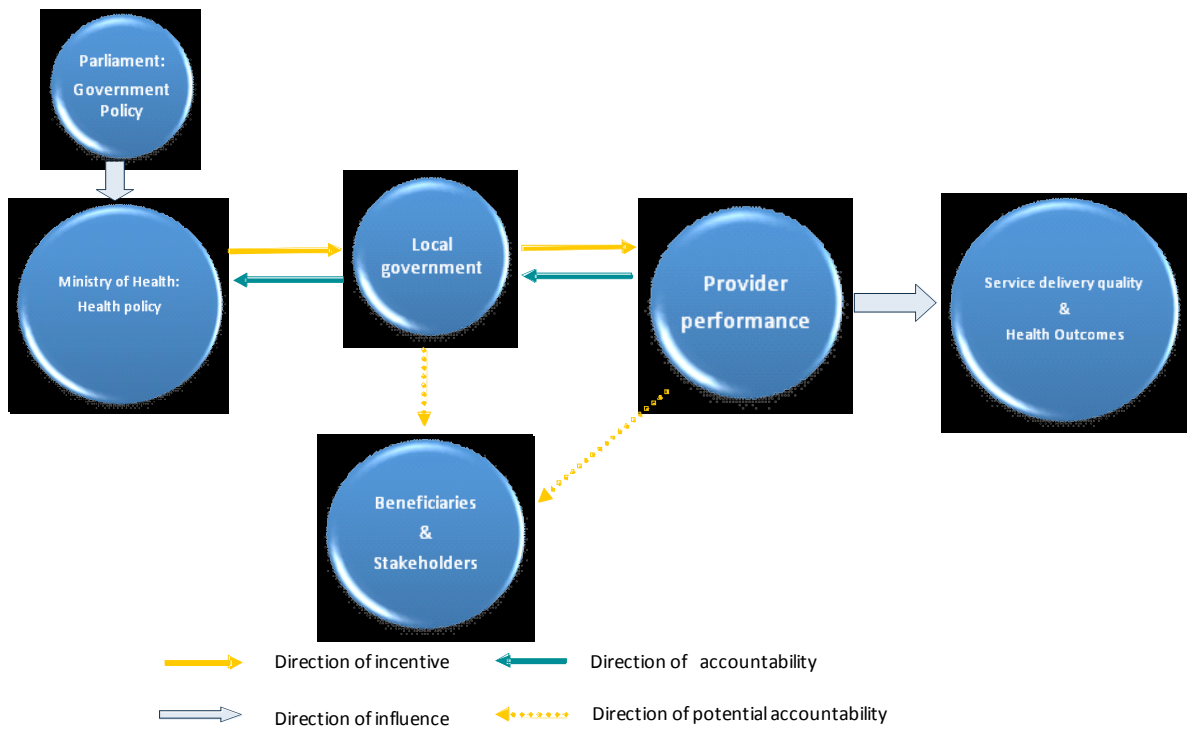 Parliament:
Government
Policy
Ministry of Health:
Health policy
Local
government
Provider
performance
Service delivery quality
&
Health Outcomes
Beneficiaries
&
Stakeholders
Direction of incentive
Direction of accountability
Direction of influence
Direction of potential accountability